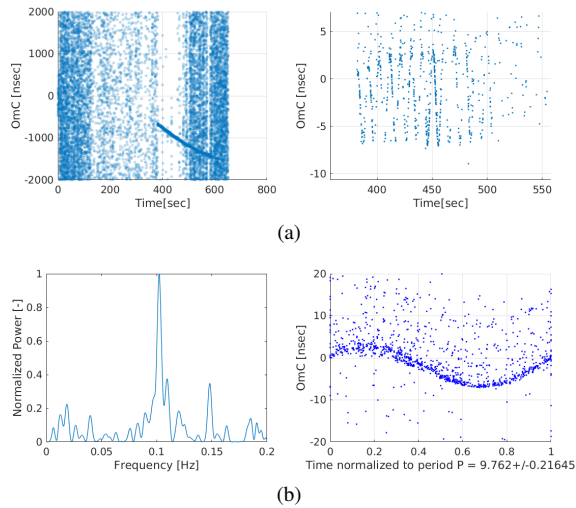 2000
1000
0
-1000
-2000
OmC [nsec]
0 200 400 600 800
Time[sec]
5
0
-5
-10
OmC [nsec]
400 450 500 550
Time[sec]
(a)
1
0.8
0.6
0.4
0.2
0
Normalized Power [-]
0 0.05 0.1 0.15 0.2
Frequency [Hz]
20
10
0
-10
-20
OmC [nsec]
0 0.2 0.4 0.6 0.8 1
Time normalized to period P = 9.762+/-0.21645
(b)